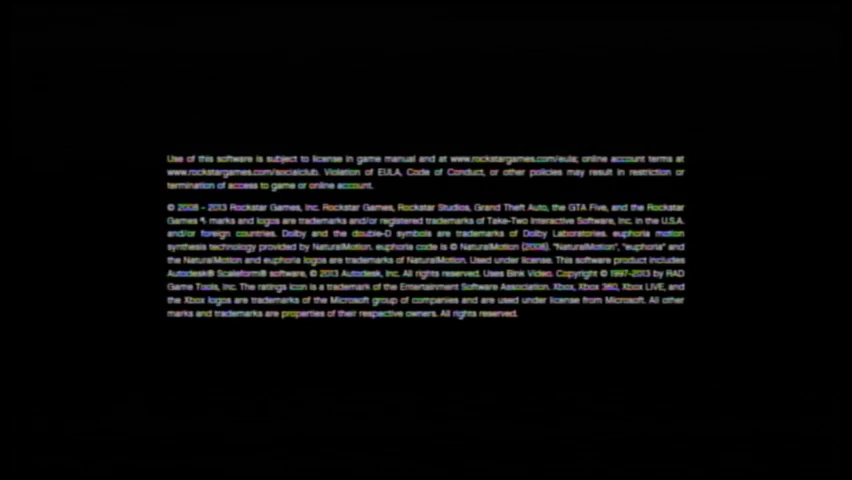 Use of this software is subject to license in game manual and at www.rockstargames.com/eula; online account terms at
www.rockstargames.com/socialclub. Violation of EULA, Code of Conduct, or other policies may result in restriction or
termination of access to game or online account.
© 2008 - 2013 Rockstar Games, Inc. Rockstar Games, Rockstar Studios, Grand Theft Auto, the GTA Five, and the Rockstar
Games marks and logos are trademarks and/or registered trademarks of Take-Two Interactive Software, Inc. in the U.S.A.
and/or foreign countries. Dolby and the double-D symbols are trademarks of Dolby Laboratories. euphoria motion
synthesis technology provided by NaturalMotion. euphoria code is © NaturalMotion (2008). "NaturalMotion", "euphoria" and
the NaturalMotion and euphoria logos are trademarks of NaturalMotion. Used under license. This software product includes
Autodesk® Scaleform® software, © 2013 Autodesk, Inc. All rights reserved. Uses Bink Video. Copyright © 1997-2013 by RAD
Game Tools, Inc. The ratings icon is a trademark of the Entertainment Software Association. Xbox, Xbox 360, Xbox LIVE, and
the Xbox logos are trademarks of the Microsoft group of companies and are used under license from Microsoft. All other
marks and trademarks are properties of their respective owners. All rights reserved.